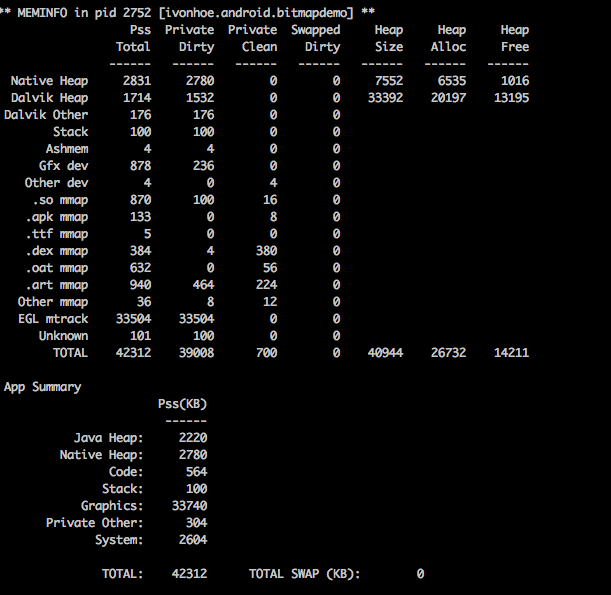 ** MEMINFO in pid 2752 [ivonhoe.android.bitmapdemo] **
                   Pss  Private  Private  Swapped     Heap     Heap     Heap
                 Total    Dirty    Clean    Dirty     Size    Alloc     Free
                ------   ------   ------   ------   ------   ------   ------
  Native Heap     2831     2780        0        0     7552     6535     1016
  Dalvik Heap     1714     1532        0        0    33392    20197    13195
 Dalvik Other      176      176        0        0
        Stack      100      100        0        0
       Ashmem        4        4        0        0
      Gfx dev      878      236        0        0
    Other dev        4        0        4        0
     .so mmap      870      100       16        0
    .apk mmap      133        0        8        0
    .ttf mmap        5        0        0        0
    .dex mmap      384        4      380        0
    .oat mmap      632        0       56        0
    .art mmap      940      464      224        0
   Other mmap       36        8       12        0
   EGL mtrack    33504    33504        0        0
      Unknown      101      100        0        0
        TOTAL    42312    39008      700        0    40944    26732    14211
 App Summary
                       Pss(KB)
                        ------
           Java Heap:     2220
         Native Heap:     2780
                Code:      564
               Stack:      100
            Graphics:    33740
       Private Other:      304
              System:     2604
               TOTAL:    42312      TOTAL SWAP (KB):        0